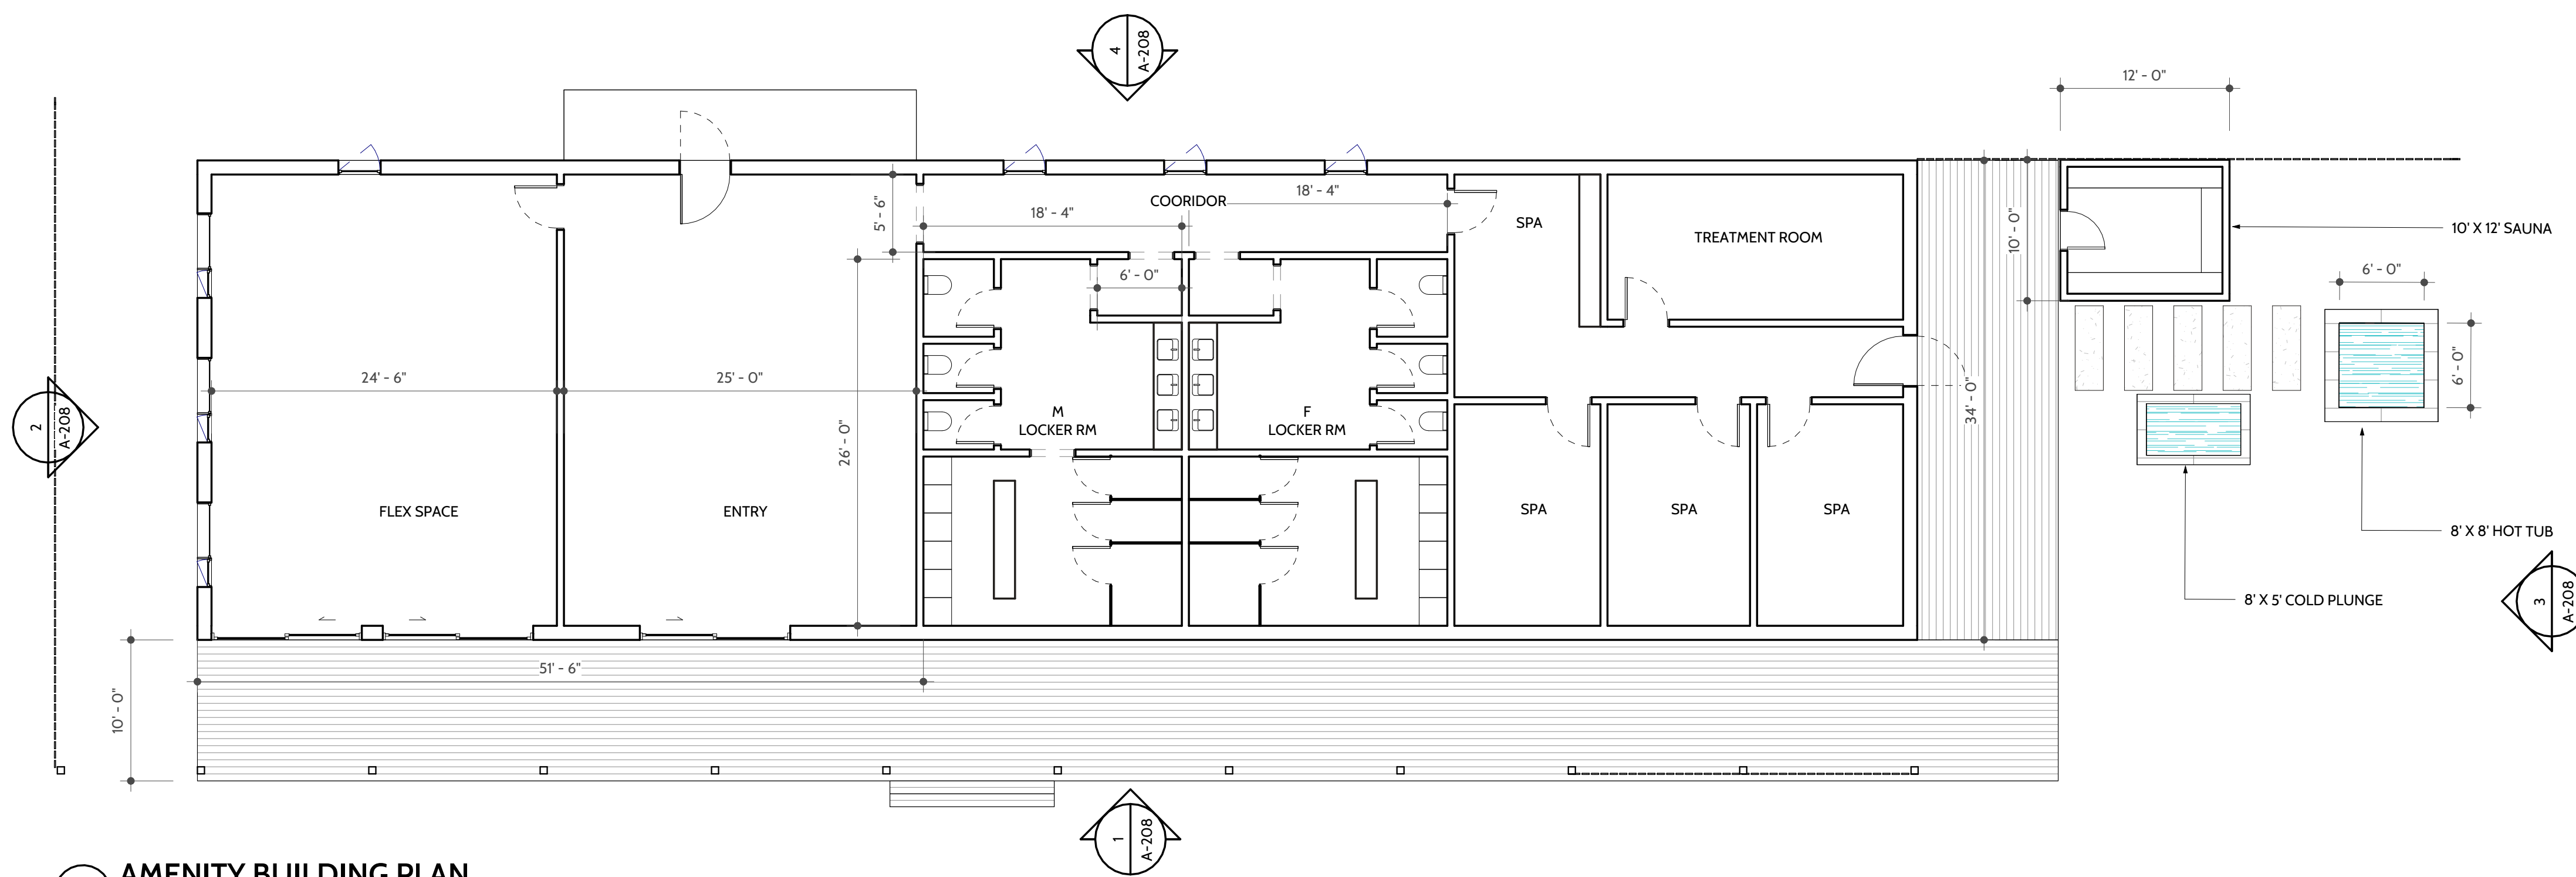 4
A-208
12' - 0"
5' - 6"
COORIDOR
18' - 4"
18' - 4"
SPA
TREATMENT ROOM
10' - 0"
10' X 12' SAUNA
6' - 0"
6' - 0"
6' - 0"
24' - 6"
25' - 0"
34' - 0"
2
A-208
26' - 0"
M
LOCKER RM
F
LOCKER RM
FLEX SPACE
ENTRY
SPA
SPA
SPA
8' X 8' HOT TUB
8' X 5' COLD PLUNGE
3
A-208
51' - 6"
10' - 0"
1
A-208
AMENITY BUILDING PLAN